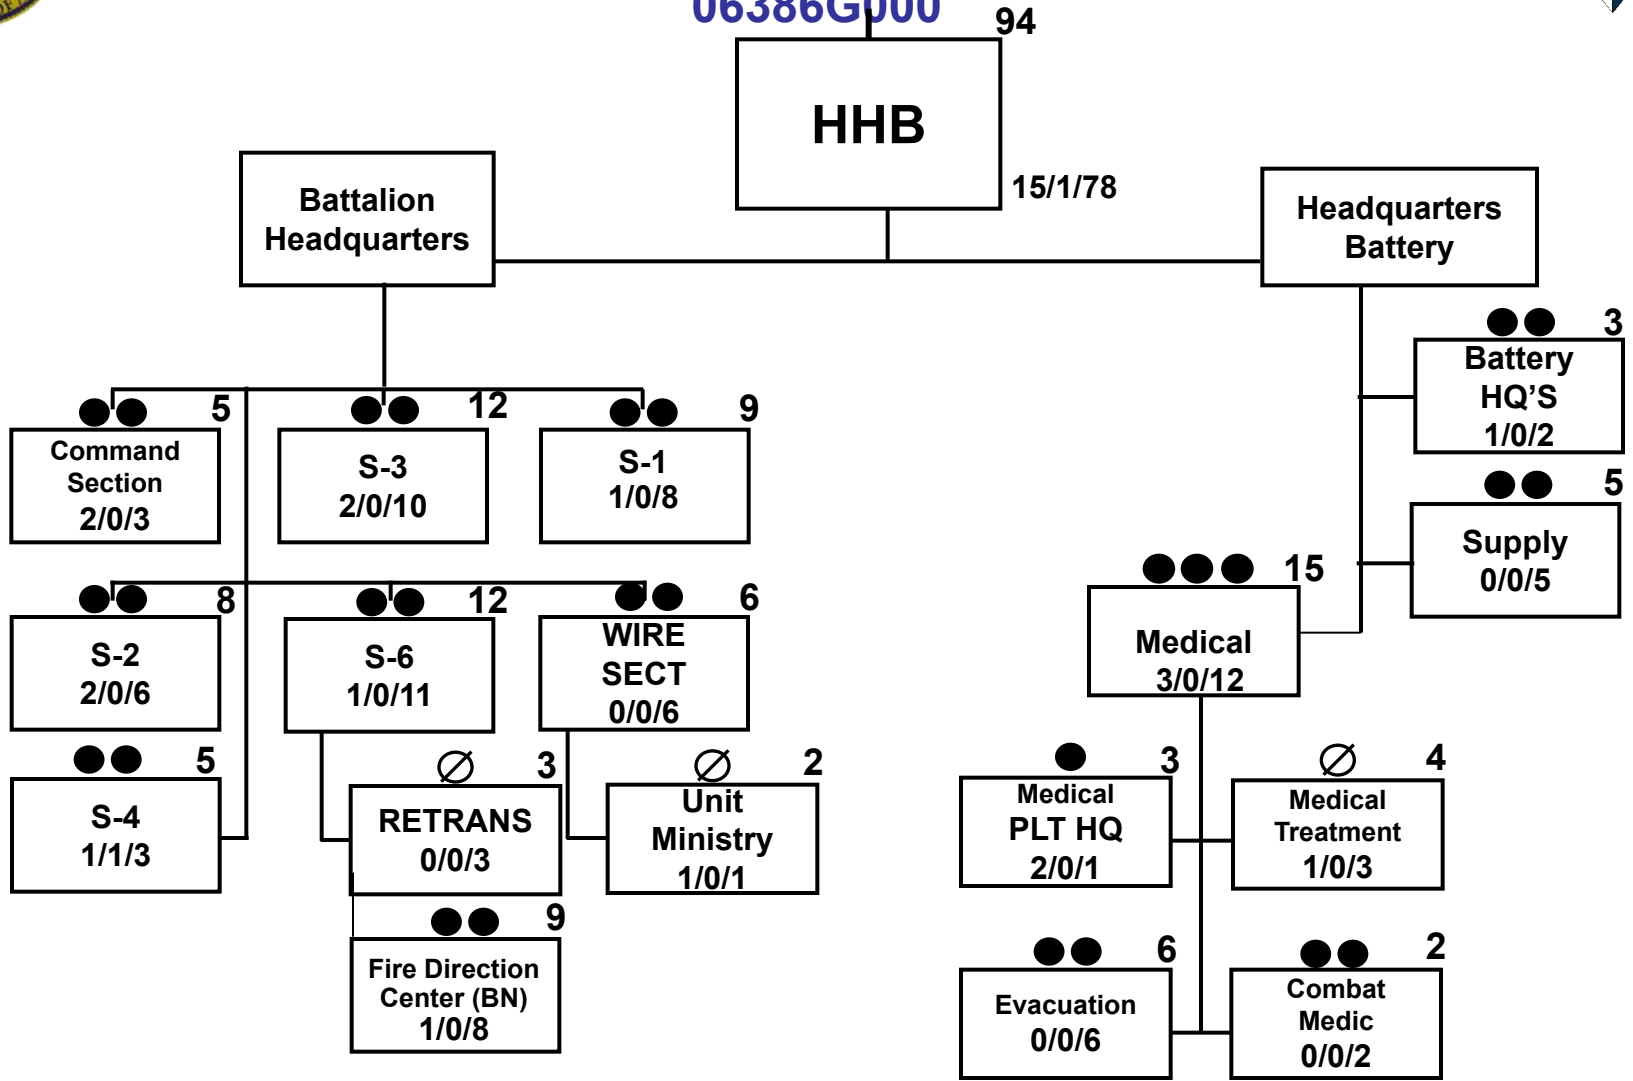 06386G000
94
HHB
15/1/78
Battalion
Headquarters
Headquarters
Battery
3
Battery
HQ’S
1/0/2
5
Command
Section
2/0/3
12
S-3
2/0/10
9
S-1
1/0/8
5
Supply
0/0/5
15
Medical
3/0/12
8
S-2
2/0/6
12
S-6
1/0/11
6
WIRE
SECT
0/0/6
5
S-4
1/1/3
3
RETRANS
0/0/3
2
Unit
Ministry
1/0/1
3
Medical
PLT HQ
2/0/1
4
Medical
Treatment
1/0/3
9
Fire Direction
Center (BN)
1/0/8
6
Evacuation
0/0/6
2
Combat
Medic
0/0/2